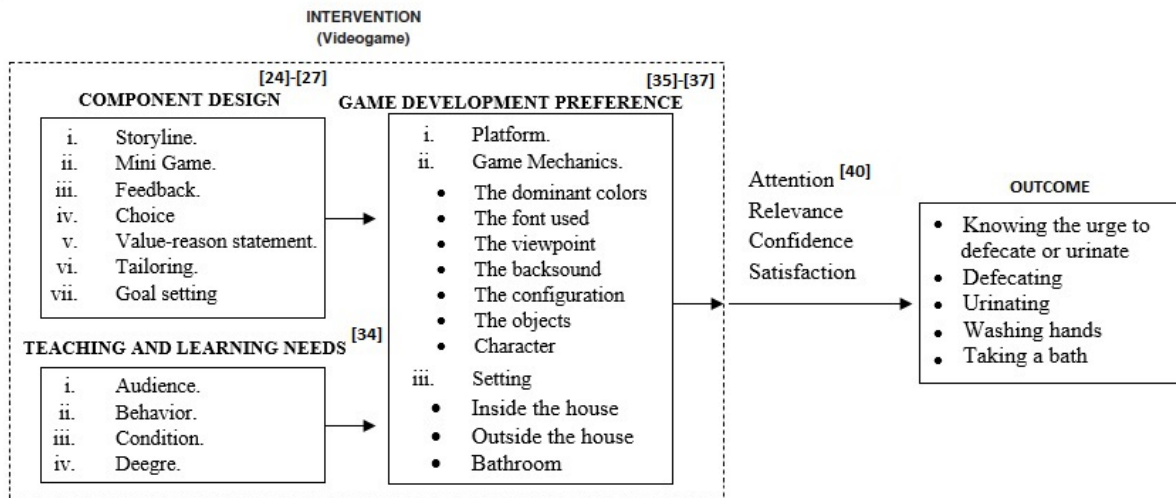 INTERVENTION
(Videogame)
[24]-[27]
COMPONENT DESIGN
i. Storyline.
ii. Mini Game.
iii. Feedback.
iv. Choice
v. Value-reason statement.
vi. Tailoring.
vii. Goal setting
TEACHING AND LEARNING NEEDS [34]
i. Audience.
ii. Behavior.
iii. Condition.
iv. Deegre.
[35]-[37]
GAME DEVELOPMENT PREFERENCE
i. Platform.
ii. Game Mechanics.
• The dominant colors
• The font used
• The viewpoint
• The backsound
• The configuration
• The objects
• Character
iii. Setting
• Inside the house
• Outside the house
• Bathroom
Attention [40]
Relevance
Confidence
Satisfaction
OUTCOME
• Knowing the urge to
defecate or urinate
• Defecating
• Urinating
• Washing hands
• Taking a bath